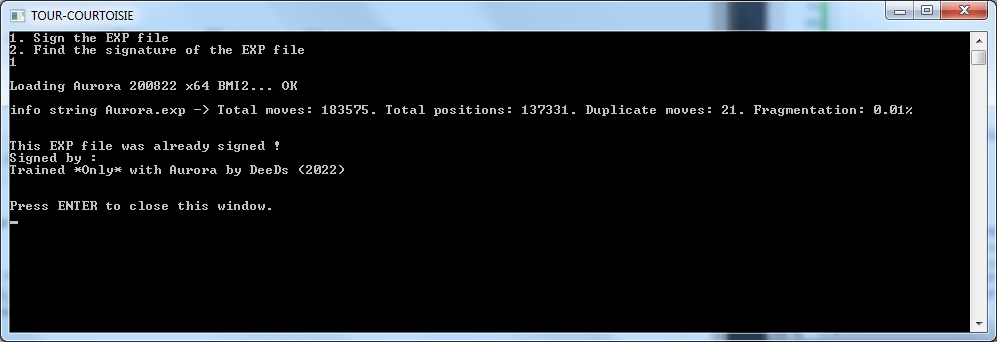 TOUR-COURTOISIE
1. Sign the EXP file
2. Find the signature of the EXP file
1
Loading Aurora 200822 x64 BMI2... OK
info string Aurora.exp -> Total moves: 183575. Total positions: 137331. Duplicate moves: 21. Fragmentation: 0.01%
This EXP file was already signed !
Signed by :
Trained *Only* with Aurora by DeeDs (2022)
Press ENTER to close this window.